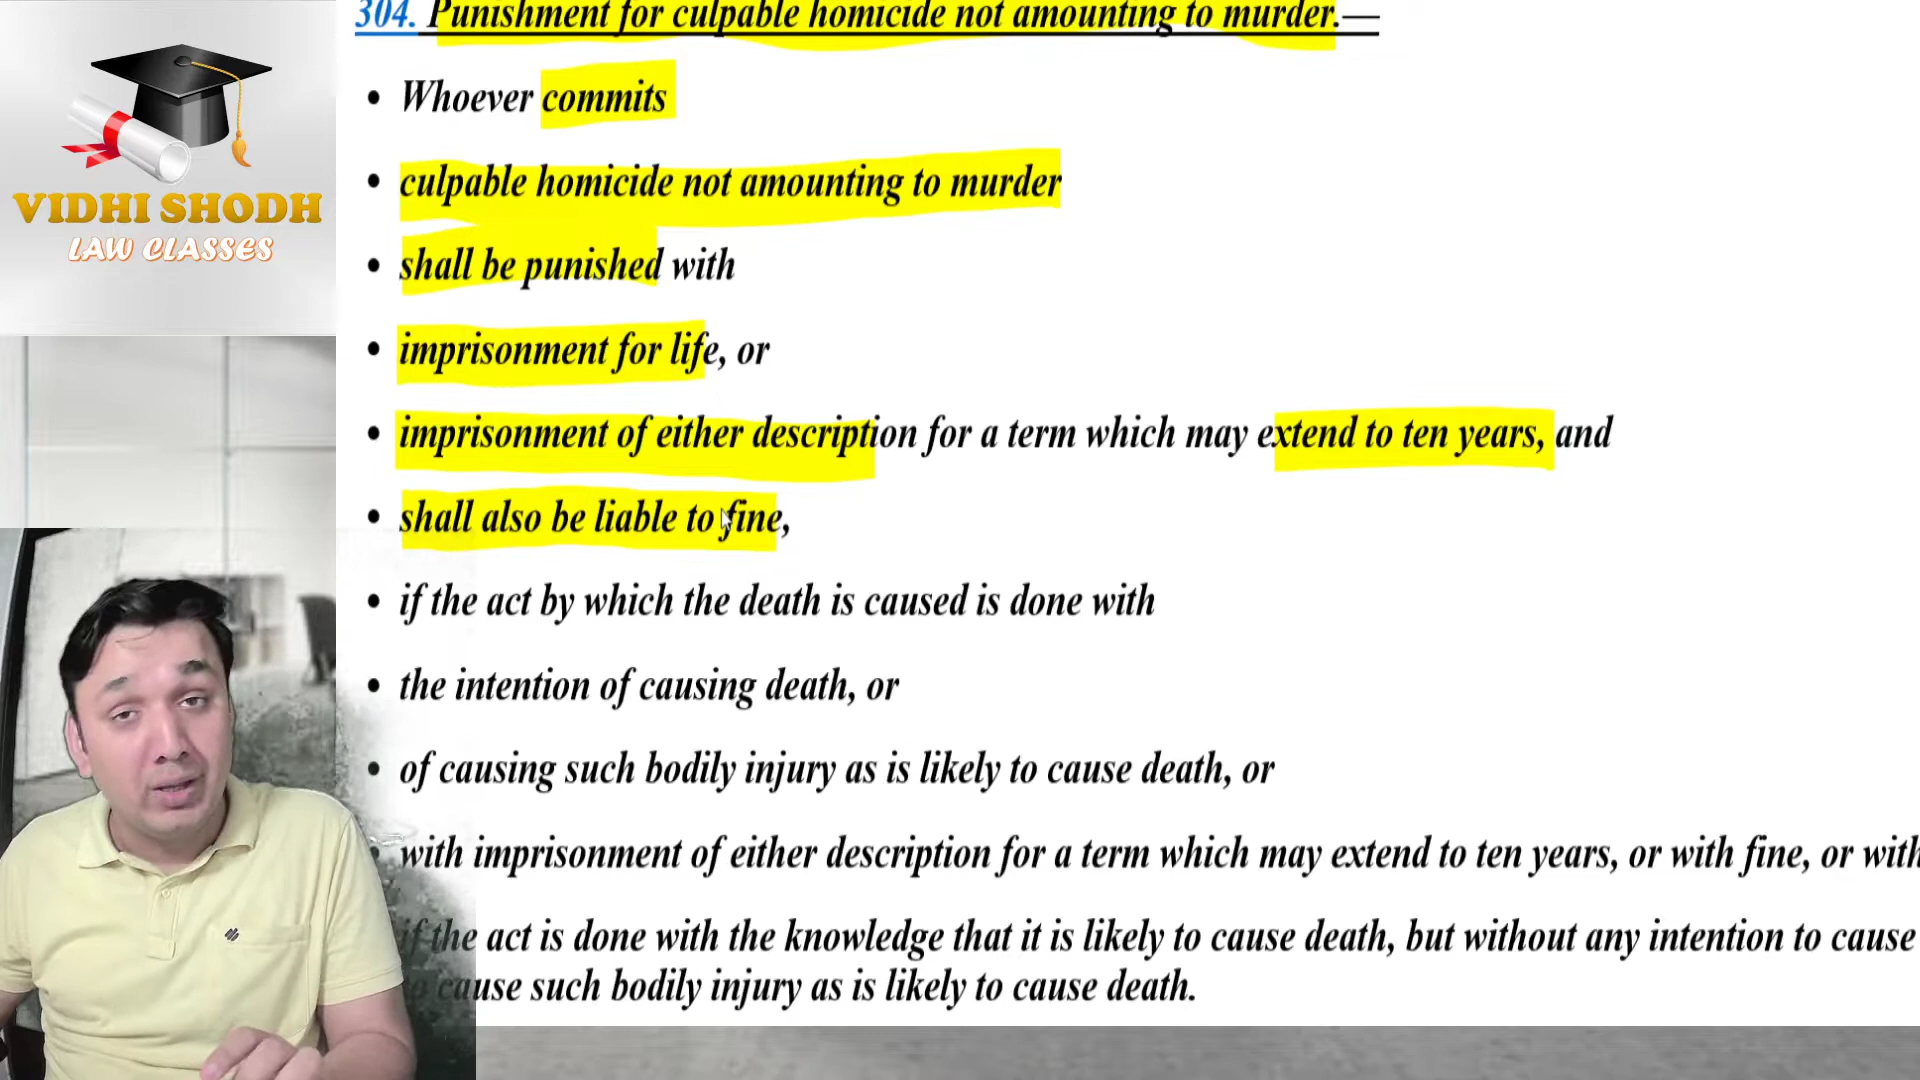 VIDHI SHODH
LAW CLASSES
304. Punishment for culpable homicide not amounting to murder.—
• Whoever commits
• culpable homicide not amounting to murder
• shall be punished with
• imprisonment for life, or
• imprisonment of either description for a term which may extend to ten years, and
• shall also be liable to fine,
• if the act by which the death is caused is done with
• the intention of causing death, or
• of causing such bodily injury as is likely to cause death, or
• with imprisonment of either description for a term which may extend to ten years, or with fine, or with
if the act is done with the knowledge that it is likely to cause death, but without any intention to cause
cause such bodily injury as is likely to cause death.